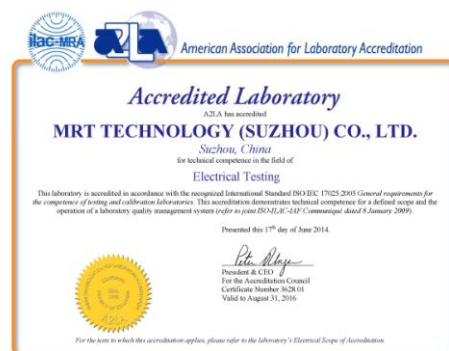 ilac-MRA
A2LA
American Association for Laboratory Accreditation
Accredited Laboratory
A2LA has accredited
MRT TECHNOLOGY (SUZHOU) CO., LTD.
Suzhou, China
for technical competence in the field of
Electrical Testing
This laboratory is accredited in accordance with the recognized International Standard ISO/IEC 17025:2005 General requirements for
the competence of testing and calibration laboratories. This accreditation demonstrates technical competence for a defined scope and the
operation of a laboratory quality management system (refer to joint ISO-ILAC-IAF Communiqué dated 8 January 2009).
Presented this 17th day of June 2014.
President & CEO
For the Accreditation Council
Certificate Number 3628.01
Valid to August 31, 2016
A2LA
For the tests to which this accreditation applies, please refer to the laboratory's Electrical Scope of Accreditation.